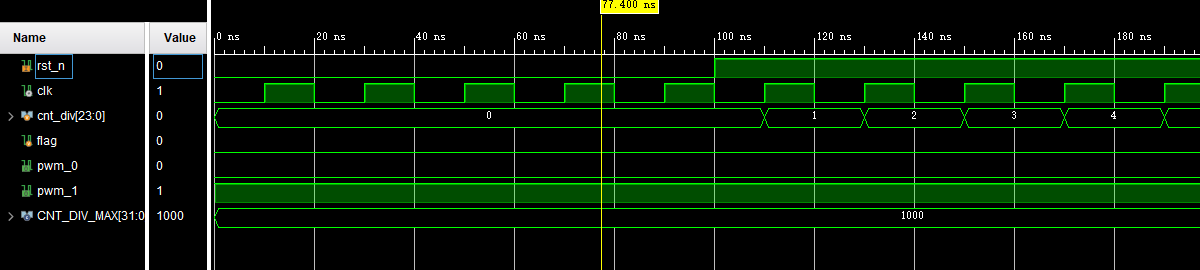 77.400 ns
Name Value 0 ns 20 ns 40 ns 60 ns 80 ns 100 ns 120 ns 140 ns 160 ns 180 ns
rst_n 0
clk 1
cnt_div[23:0] 0 0 1 2 3 4
flag 0
pwm_0 0
pwm_1 1
CNT_DIV_MAX[31:0 1000 1000